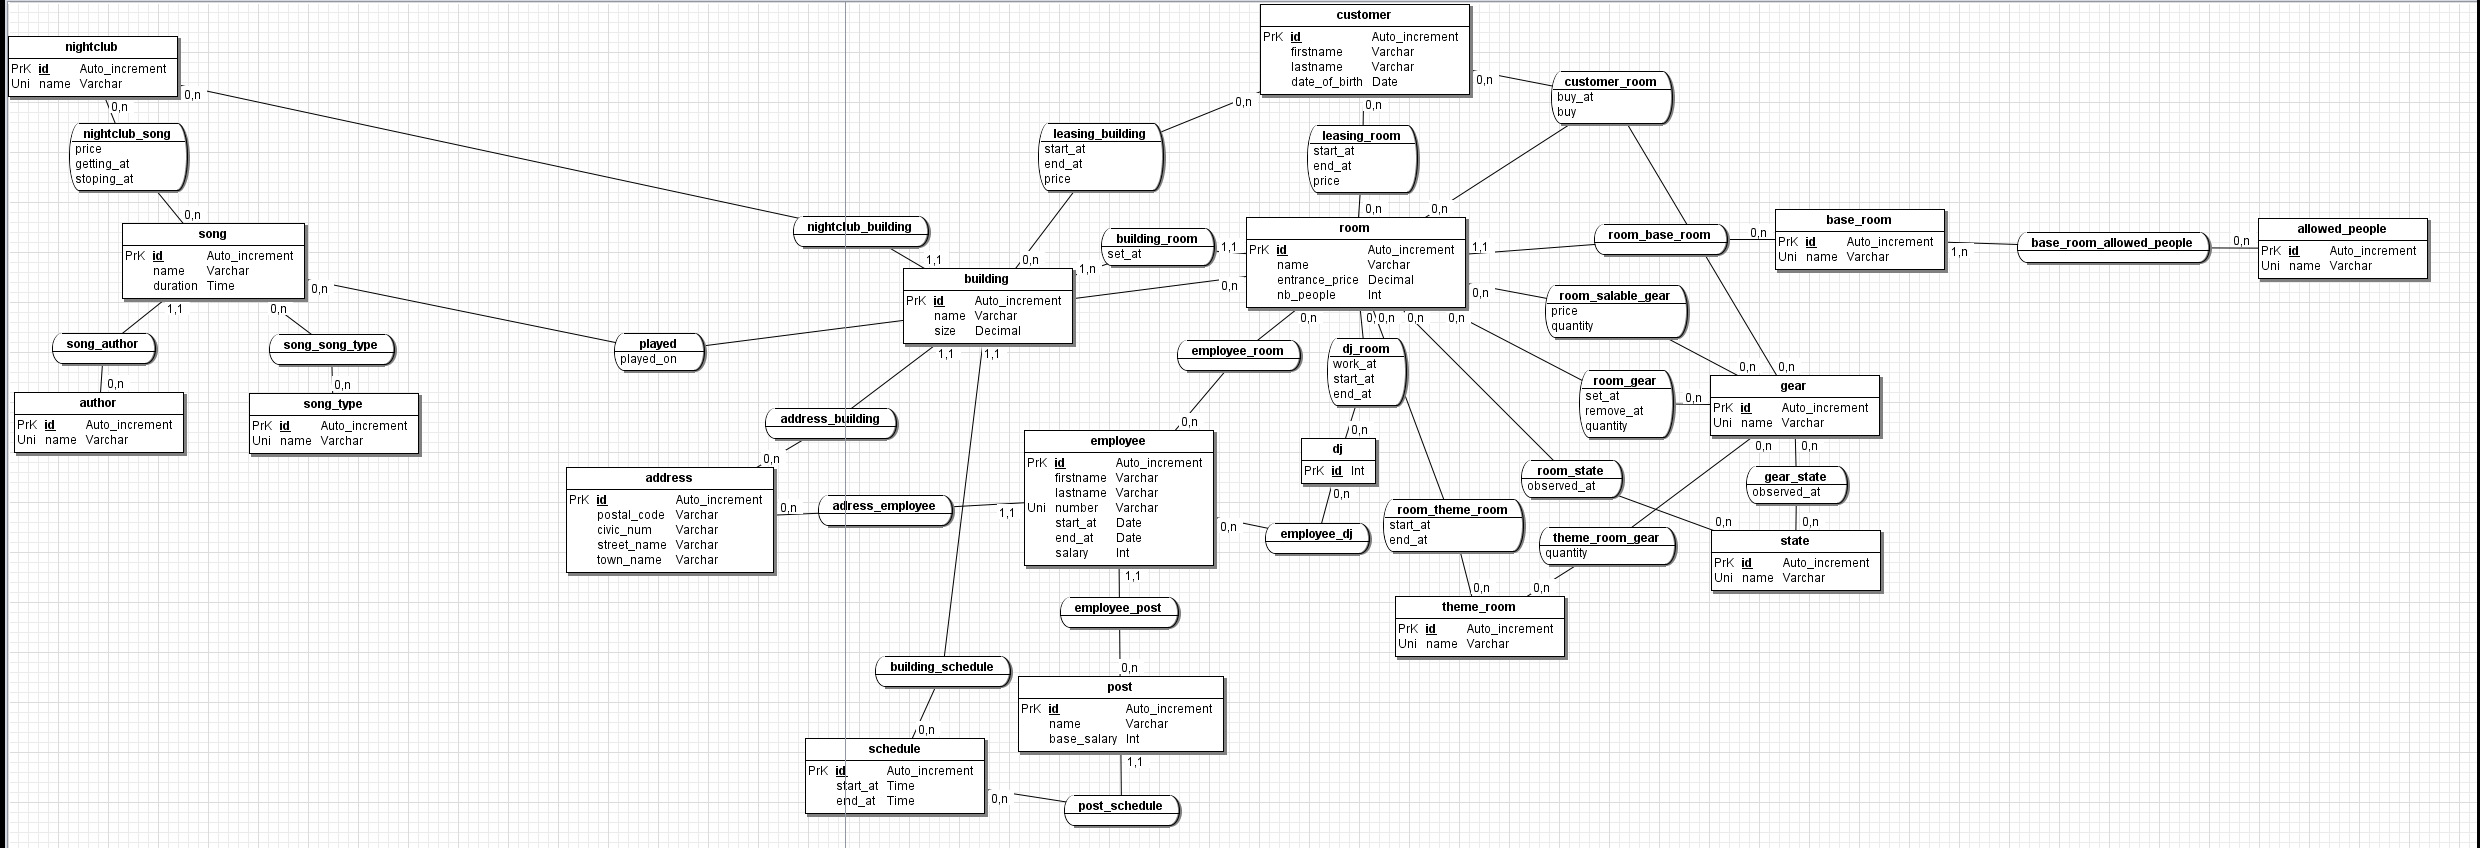 customer
PrK id Auto_increment
firstname Varchar
lastname Varchar
date_of_birth Date
nightclub
PrK id Auto_increment
Uni name Varchar
0,n
0,n
0,n
0,n
0,n
customer_room
buy_at
buy
nightclub_song
price
getting_at
stoping_at
leasing_building
start_at
end_at
price
leasing_room
start_at
end_at
price
0,n
0,n
0,n
song
PrK id Auto_increment
name Varchar
duration Time
nightclub_building
1,1
0,n
building_room
set_at
1,1
1,n
room
PrK id Auto_increment
name Varchar
entrance_price Decimal
nb_people Int
1,1
room_base_room
0,n
base_room
PrK id Auto_increment
Uni name Varchar
1,n
base_room_allowed_people
0,n
allowed_people
PrK id Auto_increment
Uni name Varchar
building
PrK id Auto_increment
name Varchar
size Decimal
0,n
0,n
0,n
room_salable_gear
price
quantity
1,1
0,n
song_author
song_song_type
played
played_on
0,n
0,n
0,n
0,n
0,n
employee_room
dj_room
work_at
start_at
end_at
room_gear
set_at
remove_at
quantity
0,n
0,n
0,n
gear
PrK id Auto_increment
Uni name Varchar
1,1
1,1
0,n
0,n
author
PrK id Auto_increment
Uni name Varchar
song_type
PrK id Auto_increment
Uni name Varchar
address_building
0,n
0,n
0,n
employee
PrK id Auto_increment
firstname Varchar
lastname Varchar
Uni number Varchar
start_at Date
end_at Date
salary Int
dj
PrK id Int
0,n
0,n
0,n
address
PrK id Auto_increment
postal_code Varchar
civic_num Varchar
street_name Varchar
town_name Varchar
0,n
adress_employee
1,1
room_state
observed_at
gear_state
observed_at
0,n
employee_dj
room_theme_room
start_at
end_at
theme_room_gear
quantity
0,n
0,n
state
PrK id Auto_increment
Uni name Varchar
1,1
0,n
0,n
employee_post
theme_room
PrK id Auto_increment
Uni name Varchar
building_schedule
0,n
post
PrK id Auto_increment
name Varchar
base_salary Int
0,n
schedule
PrK id Auto_increment
start_at Time
end_at Time
1,1
0,n
post_schedule